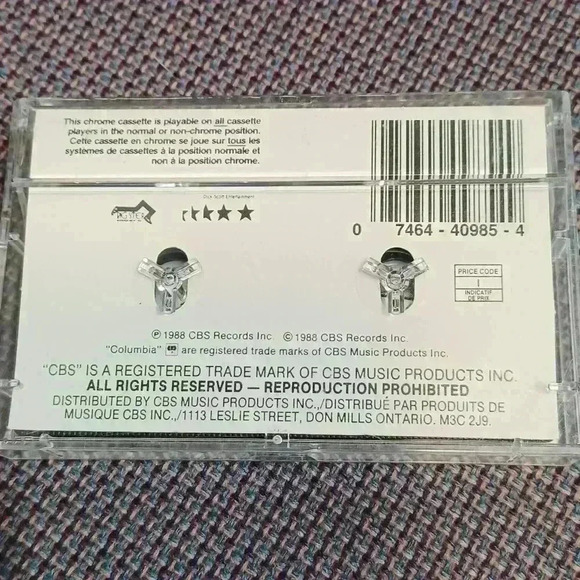 This chrome cassette is playable on all cassette
players in the normal or non-chrome position.
Cette cassette en chrome se joue sur tous les
systèmes de cassettes à la position normale et
non à la position chrome.
0 7464-40985-4
PRICE CODE
1
INDICATIF
DE PRIX
℗ 1988 CBS Records Inc. © 1988 CBS Records Inc.
"Columbia" are registered trade marks of CBS Music Products Inc.
"CBS" IS A REGISTERED TRADE MARK OF CBS MUSIC PRODUCTS INC.
ALL RIGHTS RESERVED — REPRODUCTION PROHIBITED
DISTRIBUTED BY CBS MUSIC PRODUCTS INC.,/DISTRIBUÉ PAR PRODUITS DE
MUSIQUE CBS INC.,/1113 LESLIE STREET, DON MILLS ONTARIO. M3C 2J9.